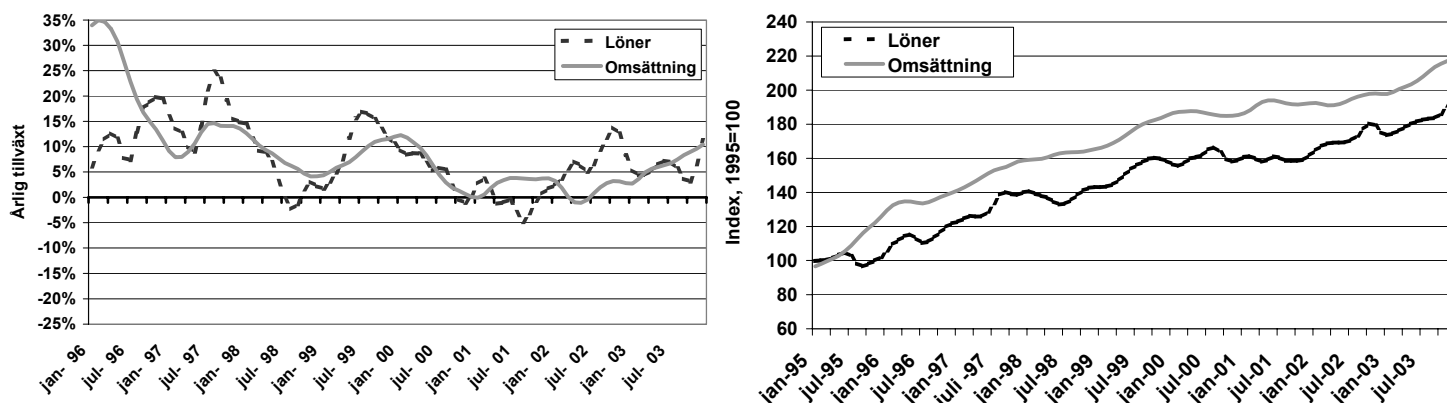 Årlig tillväxt
35%
30%
25%
20%
15%
10%
5%
0%
-5%
-10%
-15%
-20%
-25%
Löner
Omsättning
jan- 96
jul- 96
jan- 97
jul- 97
jan- 98
jul- 98
jan- 99
jul- 99
jan- 00
jul- 00
jan- 01
jul- 01
jan- 02
jul- 02
jan- 03
jul- 03
Index, 1995=100
240
220
200
180
160
140
120
100
80
60
Löner
Omsättning
jan-95
jul-95
jan-96
jul-96
jan-97
juli -97
jan-98
jul-98
jan-99
jul-99
jan-00
jul-00
jan-01
jul-01
jan-02
jul-02
jan-03
jul-03